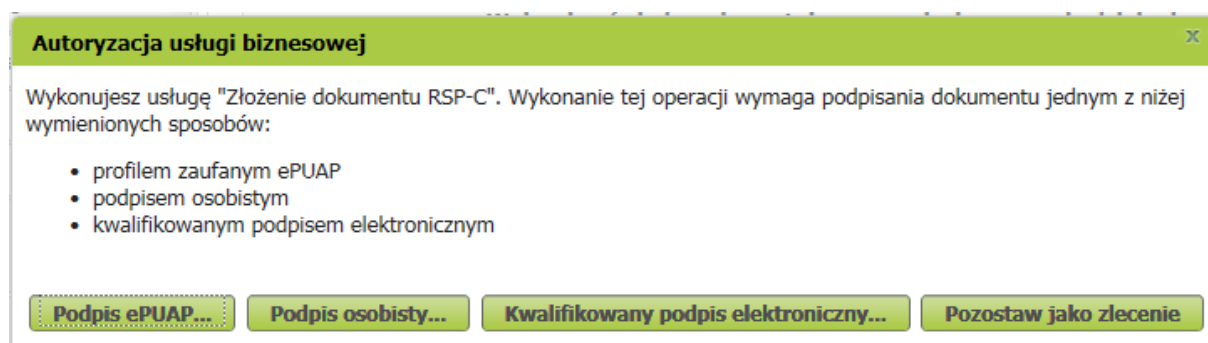 Autoryzacja usługi biznesowej
x
Wykonujesz usługę "Złożenie dokumentu RSP-C". Wykonanie tej operacji wymaga podpisania dokumentu jednym z niżej
wymienionych sposobów:
• profilem zaufanym ePUAP
• podpisem osobistym
• kwalifikowanym podpisem elektronicznym
Podpis ePUAP... Podpis osobisty... Kwalifikowany podpis elektroniczny... Pozostaw jako zlecenie